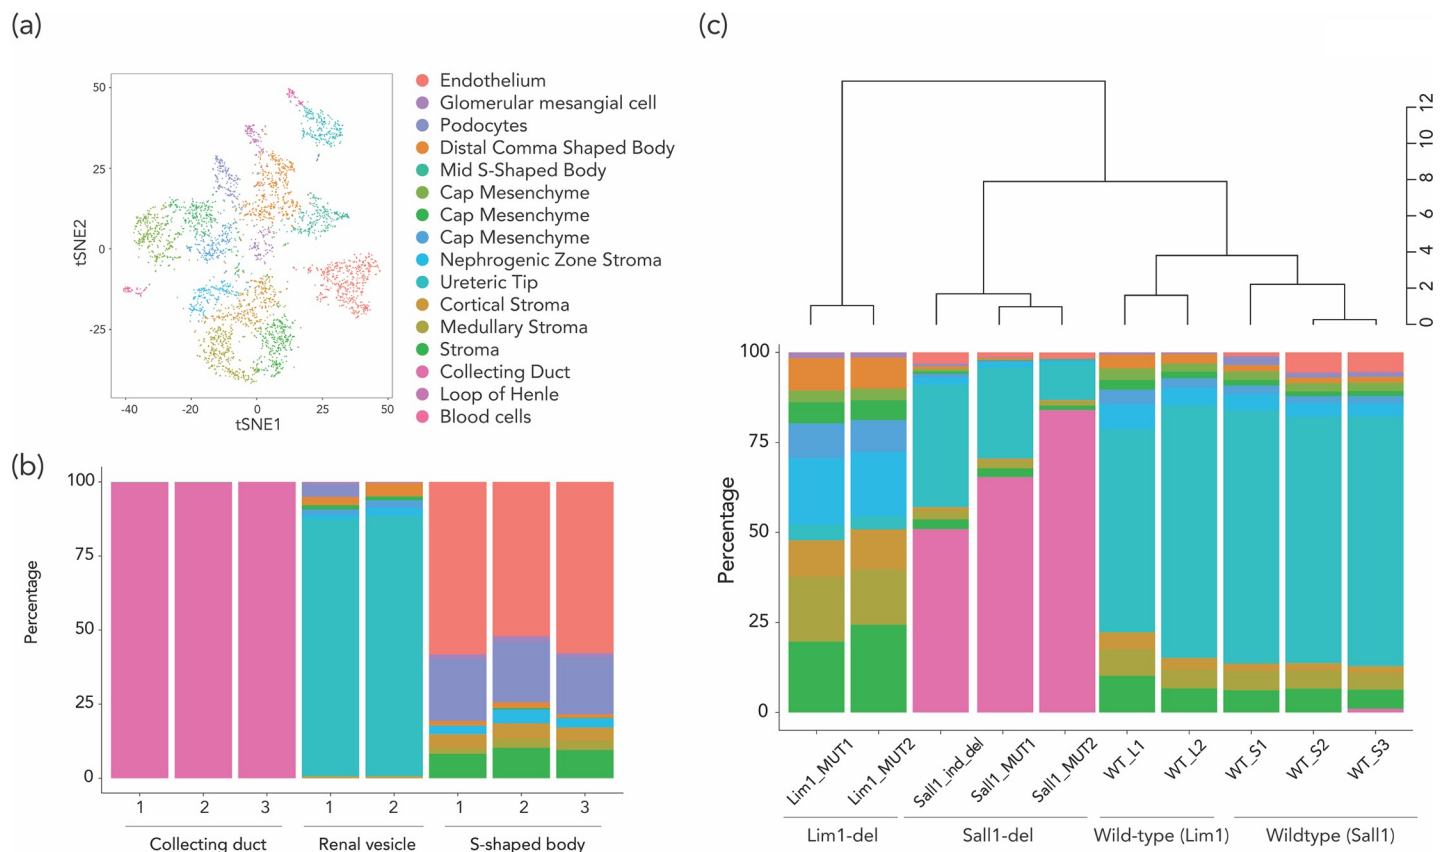 (a)
50
25
0
-25
tSNE2
-40
-20
0
25
50
tSNE1
Endothelium
Glomerular mesangial cell
Podocytes
Distal Comma Shaped Body
Mid S-Shaped Body
Cap Mesenchyme
Cap Mesenchyme
Cap Mesenchyme
Nephrogenic Zone Stroma
Ureteric Tip
Cortical Stroma
Medullary Stroma
Stroma
Collecting Duct
Loop of Henle
Blood cells
(b)
100
75
50
25
0
Percentage
1 2 3 1 2 1 2 3
Collecting duct Renal vesicle S-shaped body
(c)
12
10
8
6
4
2
0
100
75
50
25
0
Percentage
Lim1_MUT1
Lim1_MUT2
Sall1_ind_del
Sall1_MUT1
Sall1_MUT2
WT_L1
WT_L2
WT_S1
WT_S2
WT_S3
Lim1-del Sall1-del Wild-type (Lim1) Wildtype (Sall1)